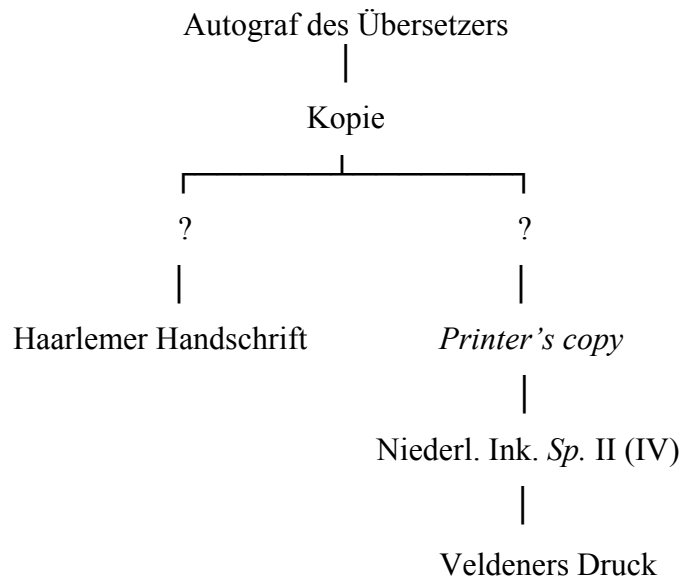 Autograf des Übersetzers
Kopie
? ?
Haarlemer Handschrift Printer’s copy
Niederl. Ink. Sp. II (IV)
Veldeners Druck